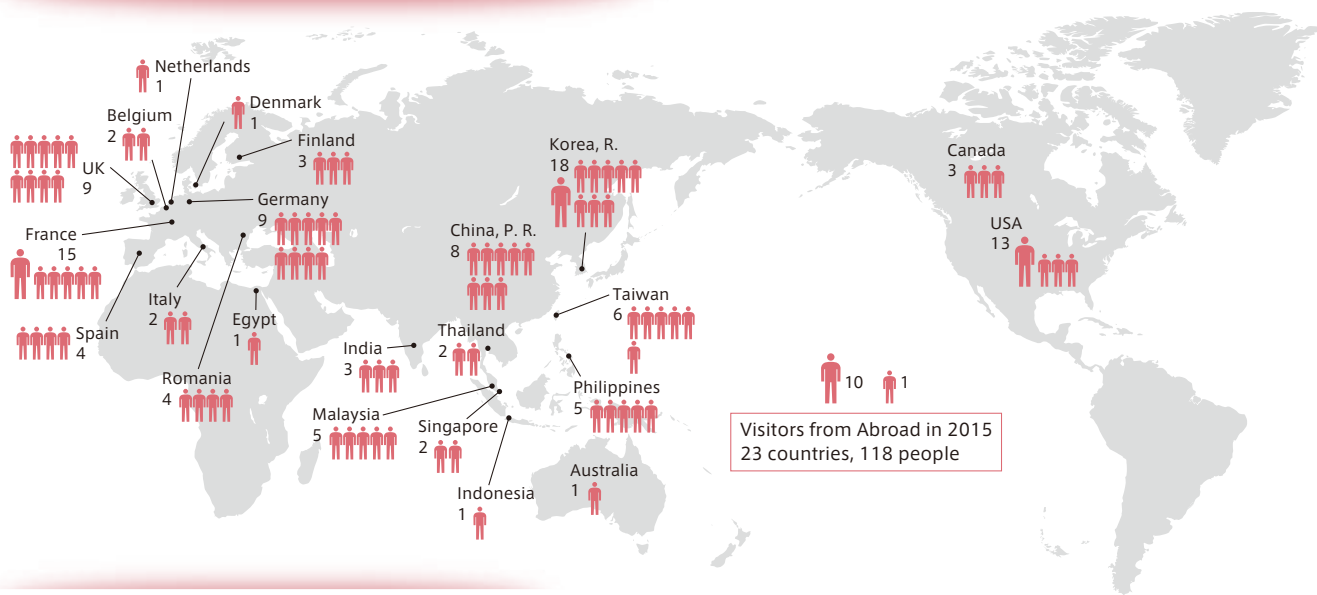 Netherlands
1
Belgium
2
Denmark
1
Finland
3
UK
9
Germany
9
France
15
Italy
2
Spain
4
Egypt
1
Romania
4
Korea, R.
18
China, P. R.
8
Taiwan
6
Thailand
2
India
3
Philippines
5
Malaysia
5
Singapore
2
Indonesia
1
Australia
1
Canada
3
USA
13
10
1
Visitors from Abroad in 2015
23 countries, 118 people